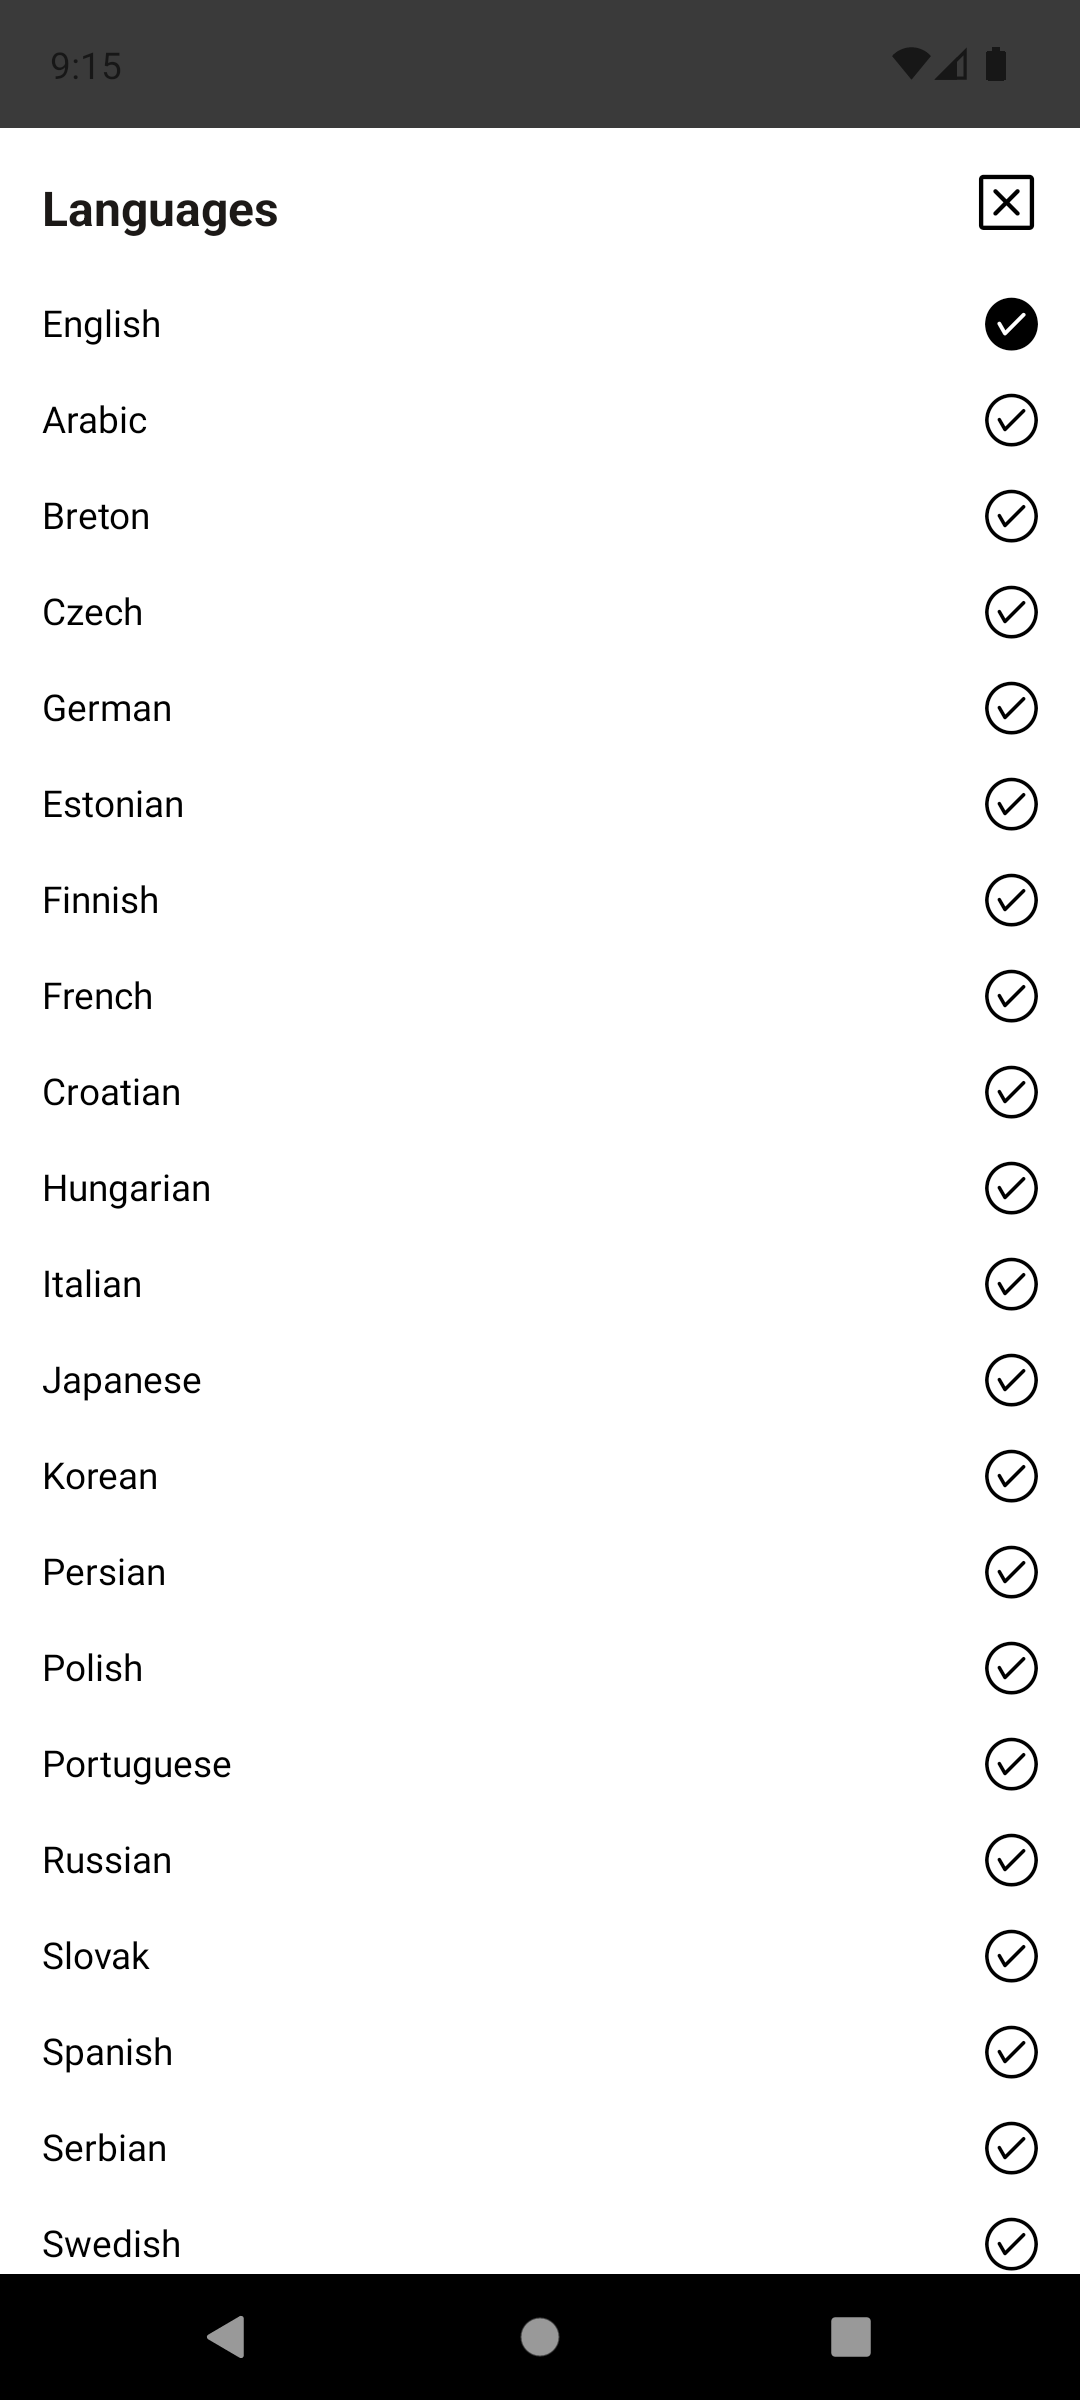 9:15
Languages
English
Arabic
Breton
Czech
German
Estonian
Finnish
French
Croatian
Hungarian
Italian
Japanese
Korean
Persian
Polish
Portuguese
Russian
Slovak
Spanish
Serbian
Swedish